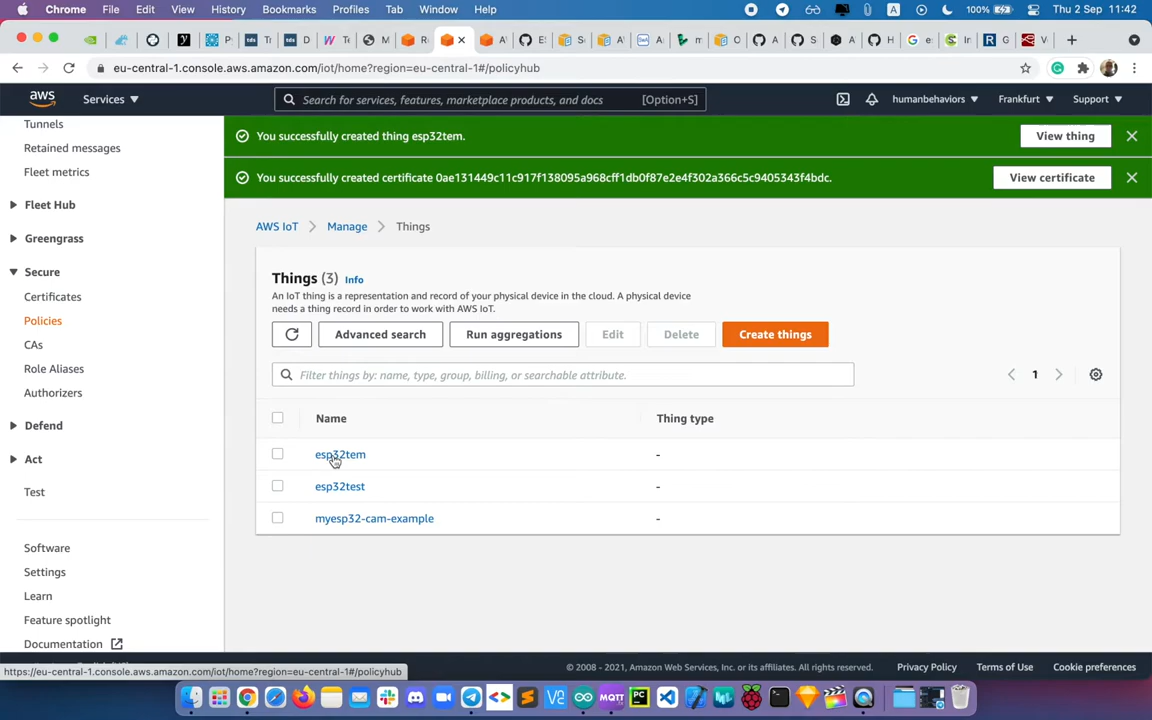 Chrome File Edit View History Bookmarks Profiles Tab Window Help A 100% Thu 2 Sep 11:42
eu-central-1.console.aws.amazon.com/iot/home?region=eu-central-1#/policyhub
aws Services Search for services, features, marketplace products, and docs [Option+S] humanbehaviors Frankfurt Support
Tunnels
Retained messages
Fleet metrics
Fleet Hub
Greengrass
Secure
Certificates
Policies
CAs
Role Aliases
Authorizers
Defend
Act
Test
Software
Settings
Learn
Feature spotlight
Documentation
You successfully created thing esp32tem. View thing
You successfully created certificate 0ae131449c11c917f138095a968cff1db0f87e2e4f302a366c5c9405343f4bdc. View certificate
AWS IoT Manage Things
Things (3) Info
An IoT thing is a representation and record of your physical device in the cloud. A physical device
needs a thing record in order to work with AWS IoT.
Advanced search Run aggregations Edit Delete Create things
Filter things by: name, type, group, billing, or searchable attribute. 1
Name Thing type
esp32tem -
esp32test -
myesp32-cam-example -
https://eu-central-1.console.aws.amazon.com/iot/home?region=eu-central-1#/policyhub
© 2008 - 2021, Amazon Web Services, Inc. or its affiliates. All rights reserved. Privacy Policy Terms of Use Cookie preferences